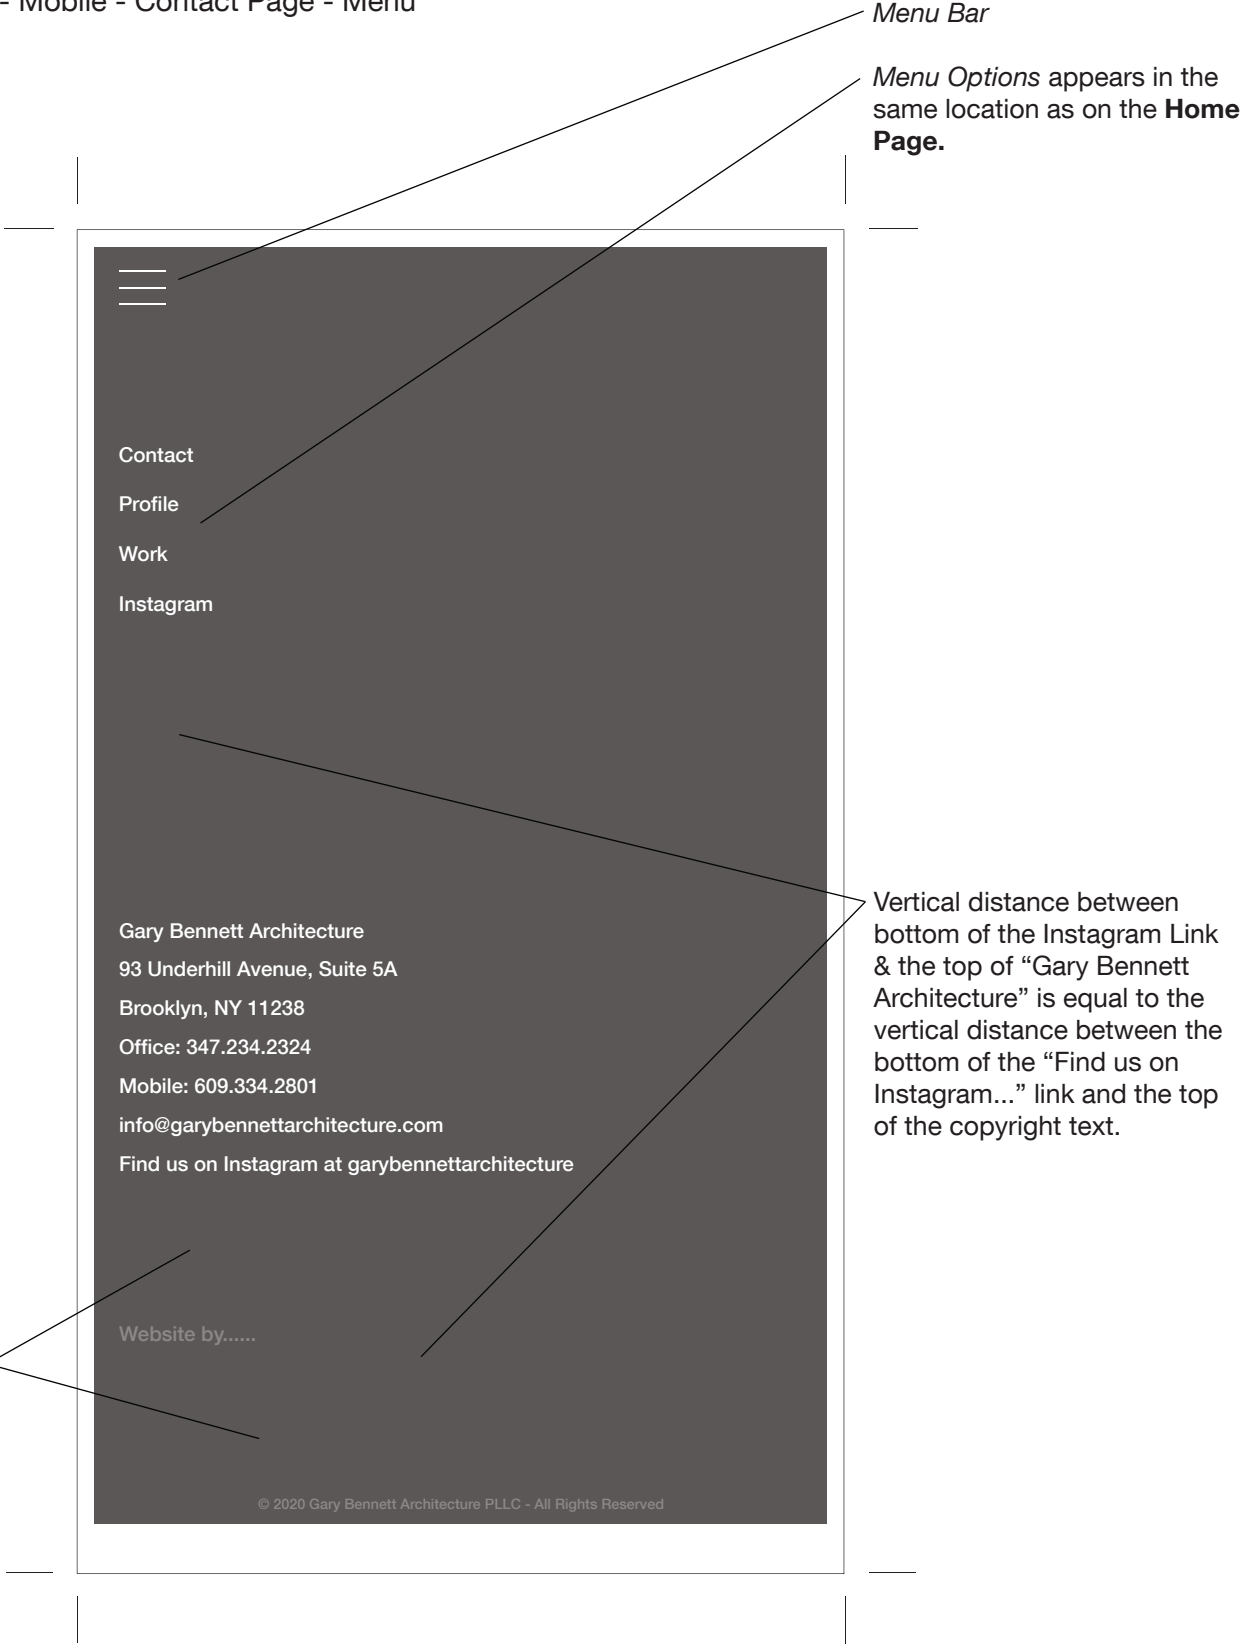 - Mobile - Contact Page - Menu
Menu Bar
Menu Options appears in the
same location as on the Home
Page.
Contact
Profile
Work
Instagram
Vertical distance between
bottom of the Instagram Link
& the top of “Gary Bennett
Architecture” is equal to the
vertical distance between the
bottom of the “Find us on
Instagram...” link and the top
of the copyright text.
Gary Bennett Architecture
93 Underhill Avenue, Suite 5A
Brooklyn, NY 11238
Office: 347.234.2324
Mobile: 609.334.2801
info@garybennettarchitecture.com
Find us on Instagram at garybennettarchitecture
Website by......
© 2020 Gary Bennett Architecture PLLC - All Rights Reserved